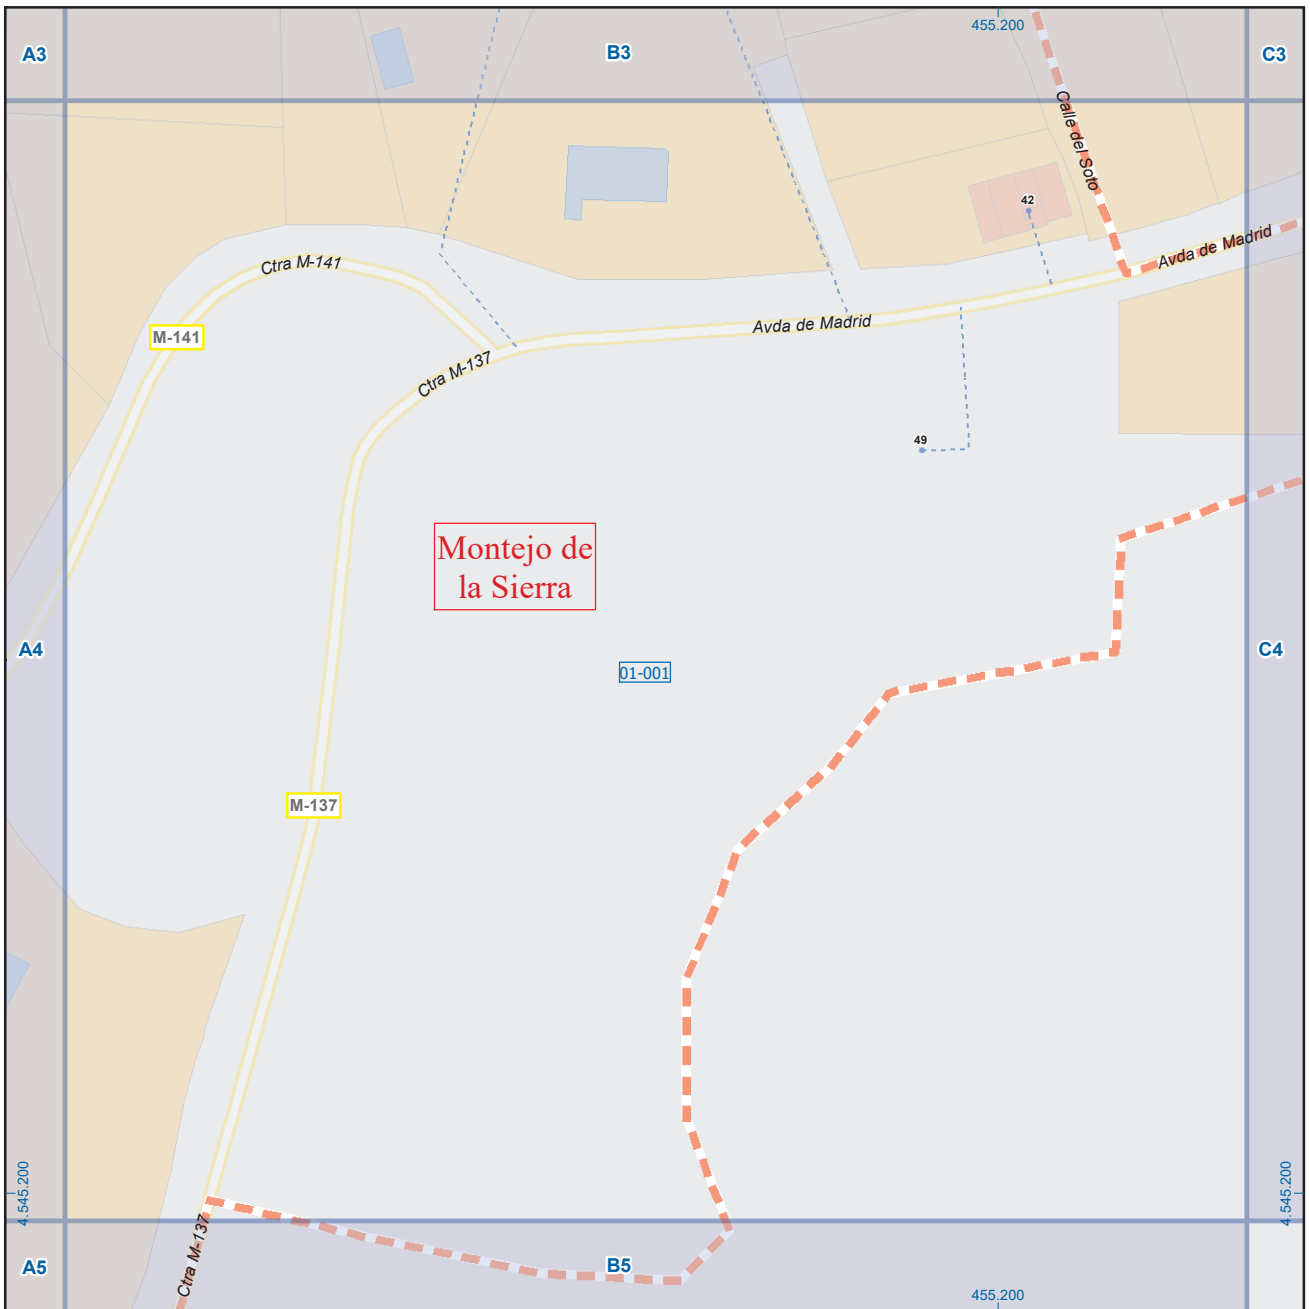 455.200
A3
B3
C3
Calle del Soto
42
Avda de Madrid
Ctra M-141
M-141
Avda de Madrid
Ctra M-137
49
Montejo de
la Sierra
A4
C4
01-001
M-137
4.545.200
4.545.200
Ctra M-137
A5
B5
455.200